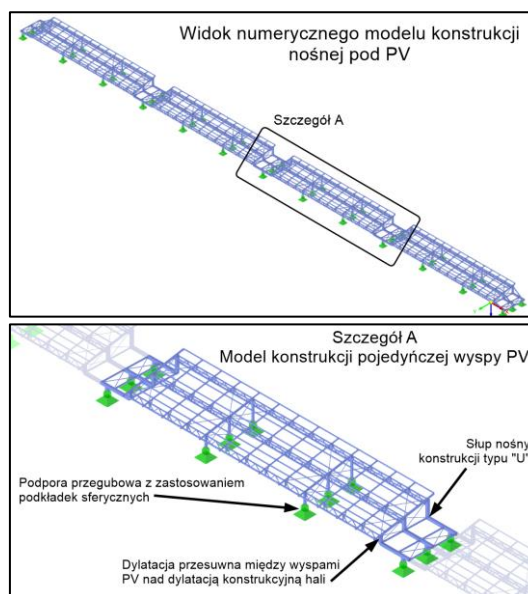 Widok numerycznego modelu konstrukcji
nośnej pod PV
Szczegół A
Szczegół A
Model konstrukcji pojedyńczej wyspy PV
Słup nośny
konstrukcji typu "U"
Podpora przegubowa z zastosowaniem
podkładek sferycznych
Dylatacja przesuwna między wyspami
PV nad dylatacją konstrukcyjną hali